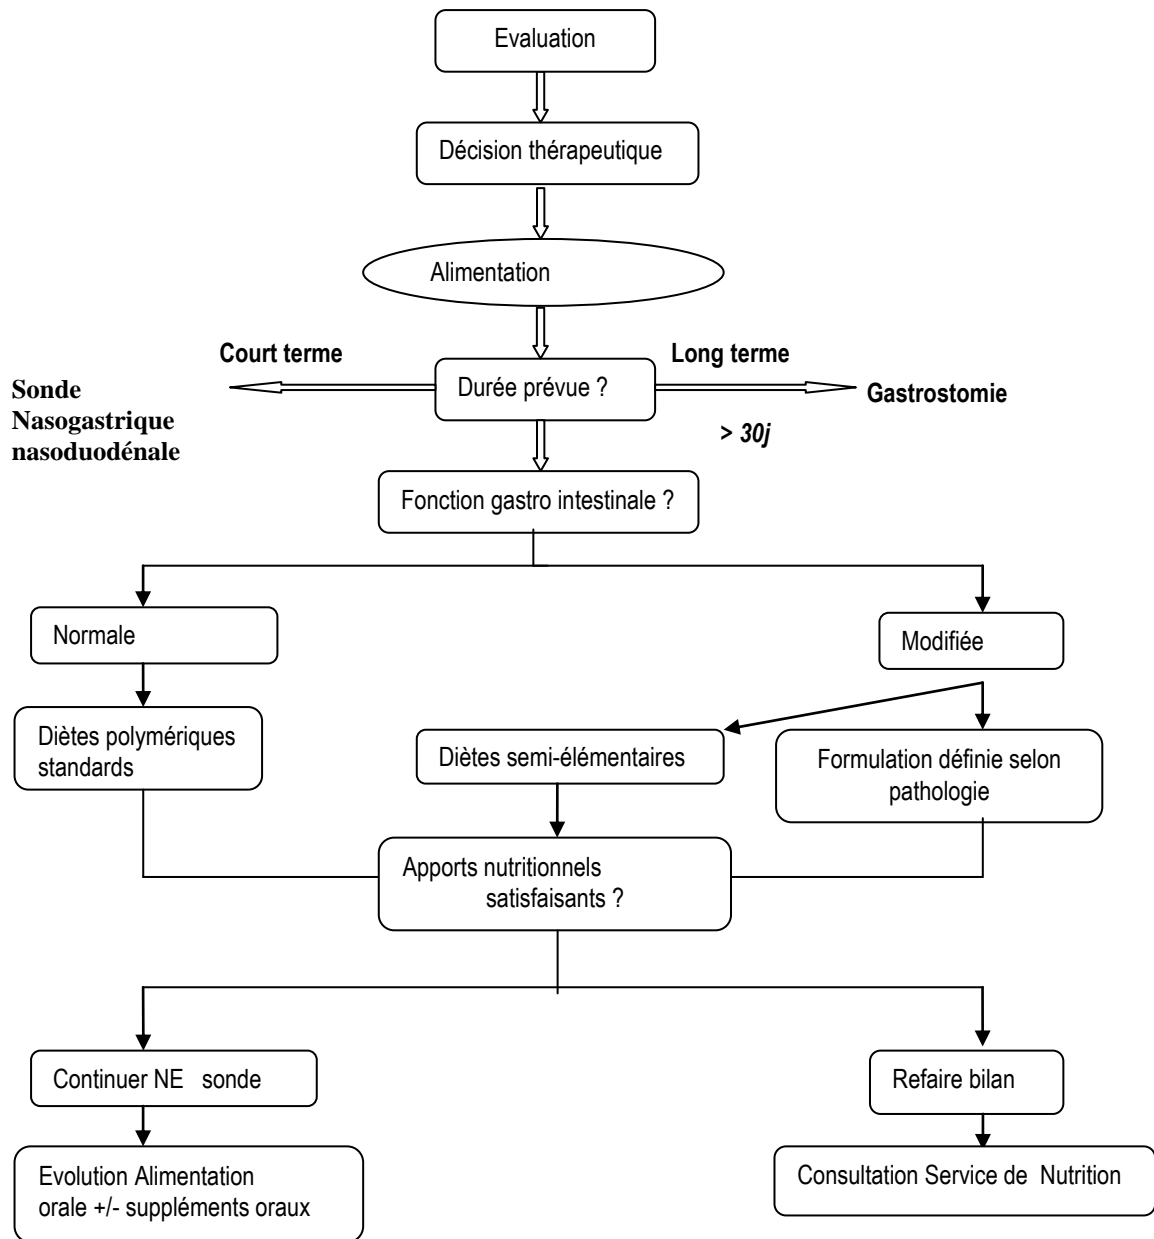 Evaluation
Décision thérapeutique
Alimentation
Court terme
Long terme
Durée prévue ?
Sonde
Nasogastrique
nasoduodénale
Gastrostomie
> 30j
Fonction gastro intestinale ?
Normale
Modifiée
Diètes polymériques
standards
Diètes semi-élémentaires
Formulation définie selon
pathologie
Apports nutritionnels
satisfaisants ?
Continuer NE sonde
Refaire bilan
Evolution Alimentation
orale +/- suppléments oraux
Consultation Service de Nutrition